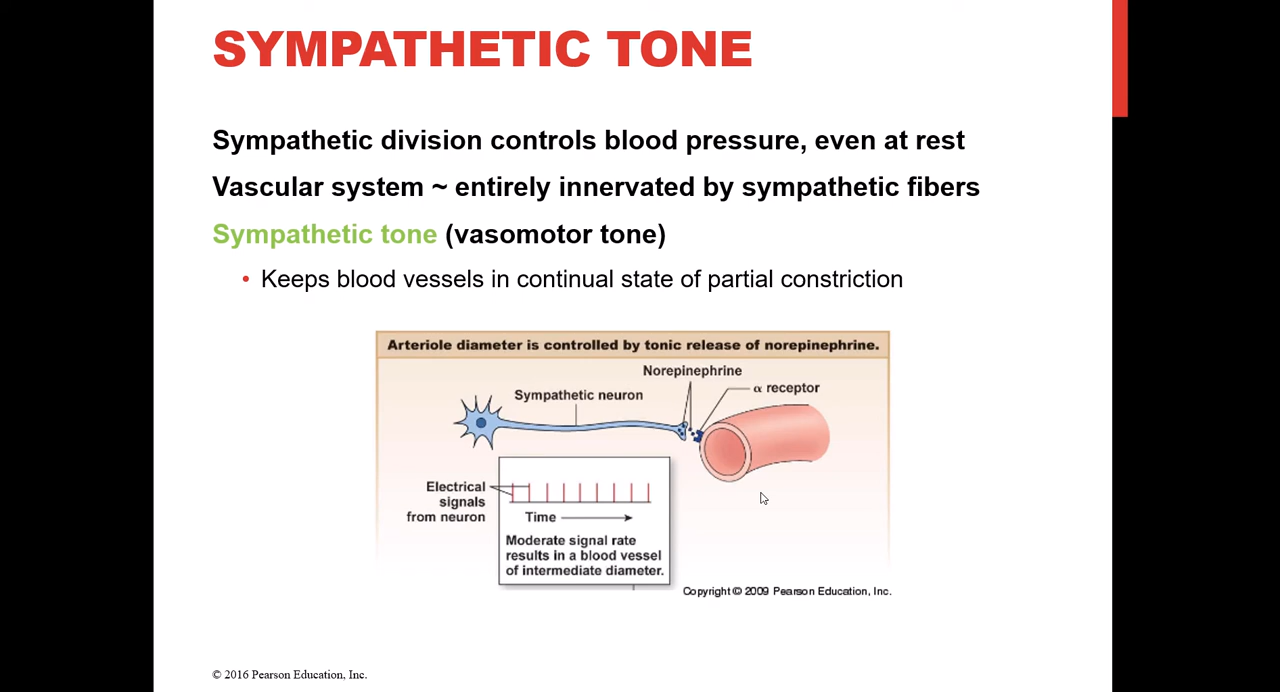 SYMPATHETIC TONE
Sympathetic division controls blood pressure, even at rest
Vascular system ~ entirely innervated by sympathetic fibers
Sympathetic tone (vasomotor tone)
• Keeps blood vessels in continual state of partial constriction
Arteriole diameter is controlled by tonic release of norepinephrine.
Norepinephrine
α receptor
Sympathetic neuron
Electrical
signals
from neuron
Time
Moderate signal rate
results in a blood vessel
of intermediate diameter.
Copyright © 2009 Pearson Education, Inc.
© 2016 Pearson Education, Inc.